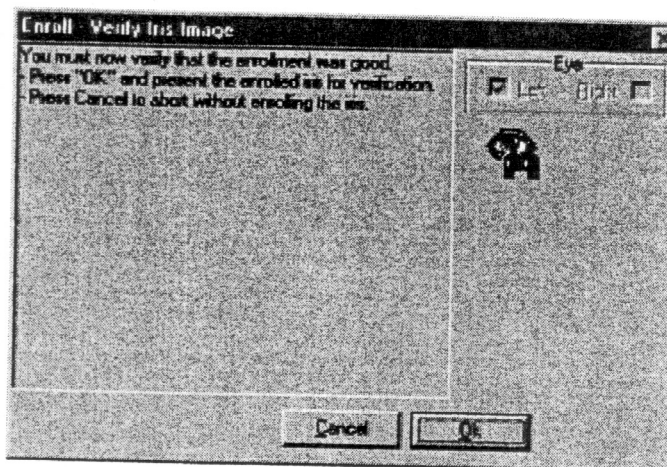 Enroll - Verify Iris Image
You must now verify that the enrollment was good.
- Press "OK" and present the enrolled iris for verification.
- Press Cancel to abort without enrolling the iris.
Eye
Left Right
Cancel Ok